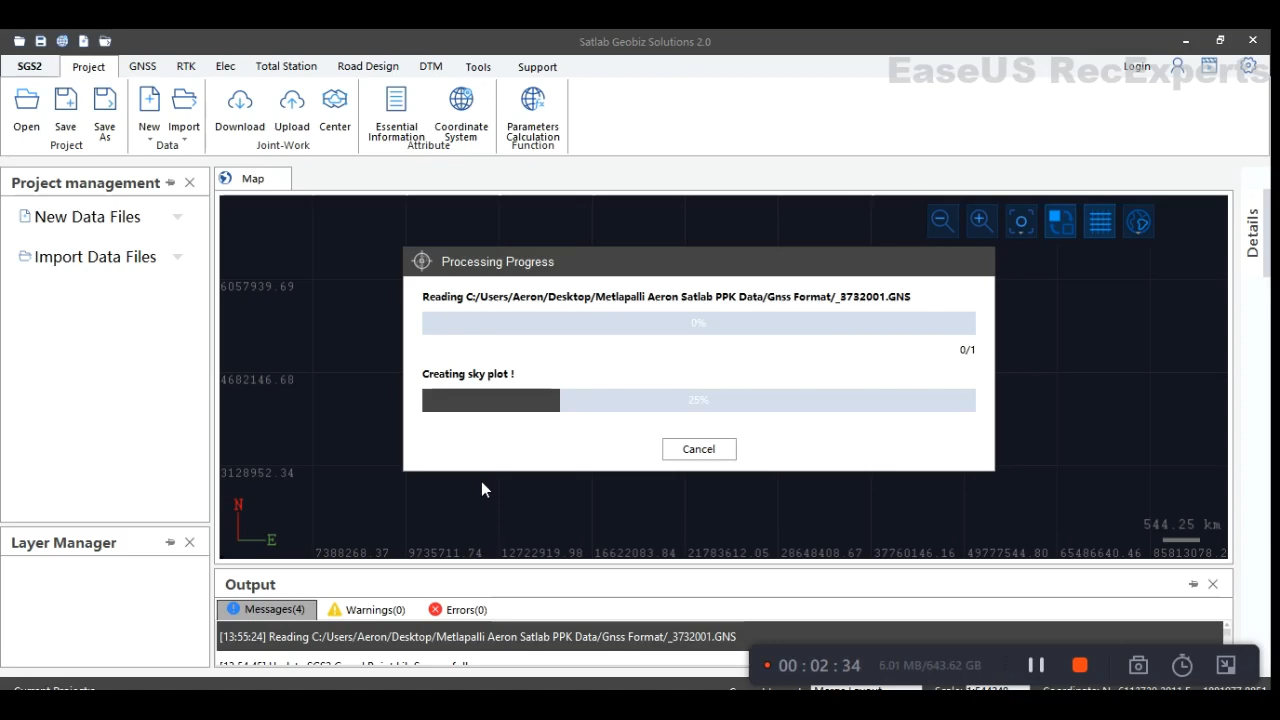 Satlab Geobiz Solutions 2.0
SGS2 Project GNSS RTK Elec Total Station Road Design DTM Tools Support Login
EaseUS RecExperts
Open Save Save As New Import Download Upload Center Essential Information Coordinate System Parameters Calculation
Project Data Joint-Work Attribute Function
Project management
New Data Files
Import Data Files
Map
Details
6057939.69
4682146.68
3128952.34
N
E
Processing Progress
Reading C:/Users/Aeron/Desktop/Metlapalli Aeron Satlab PPK Data/Gnss Format/_3732001.GNS
0%
0/1
Creating sky plot !
25%
Cancel
544.25 km
7388268.37 9735711.74 12722919.98 16622083.84 21783612.05 28648408.67 37760146.16 49777544.80 65486640.46 85813078.2
Layer Manager
Output
Messages(4) Warnings(0) Errors(0)
[13:55:24] Reading C:/Users/Aeron/Desktop/Metlapalli Aeron Satlab PPK Data/Gnss Format/_3732001.GNS
00:02:34 6.01 MB/643.62 GB